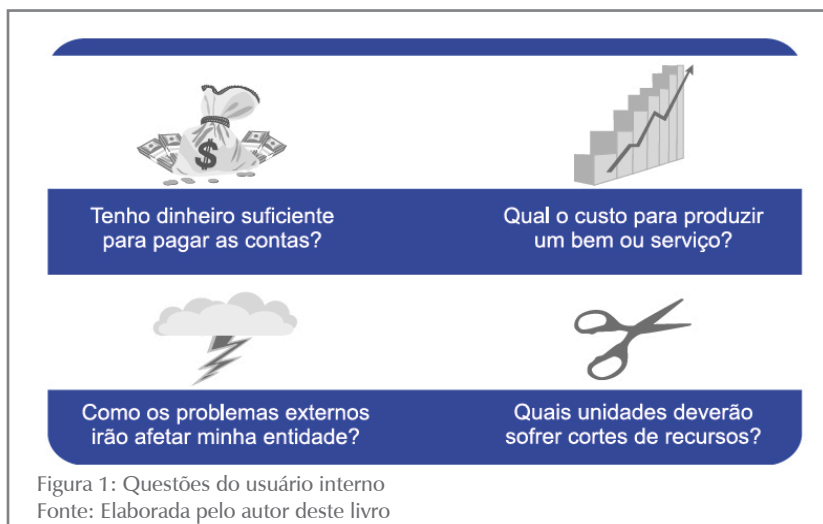 $
Tenho dinheiro suficiente
para pagar as contas?
Qual o custo para produzir
um bem ou serviço?
Como os problemas externos
irão afetar minha entidade?
Quais unidades deverão
sofrer cortes de recursos?
Figura 1: Questões do usuário interno
Fonte: Elaborada pelo autor deste livro